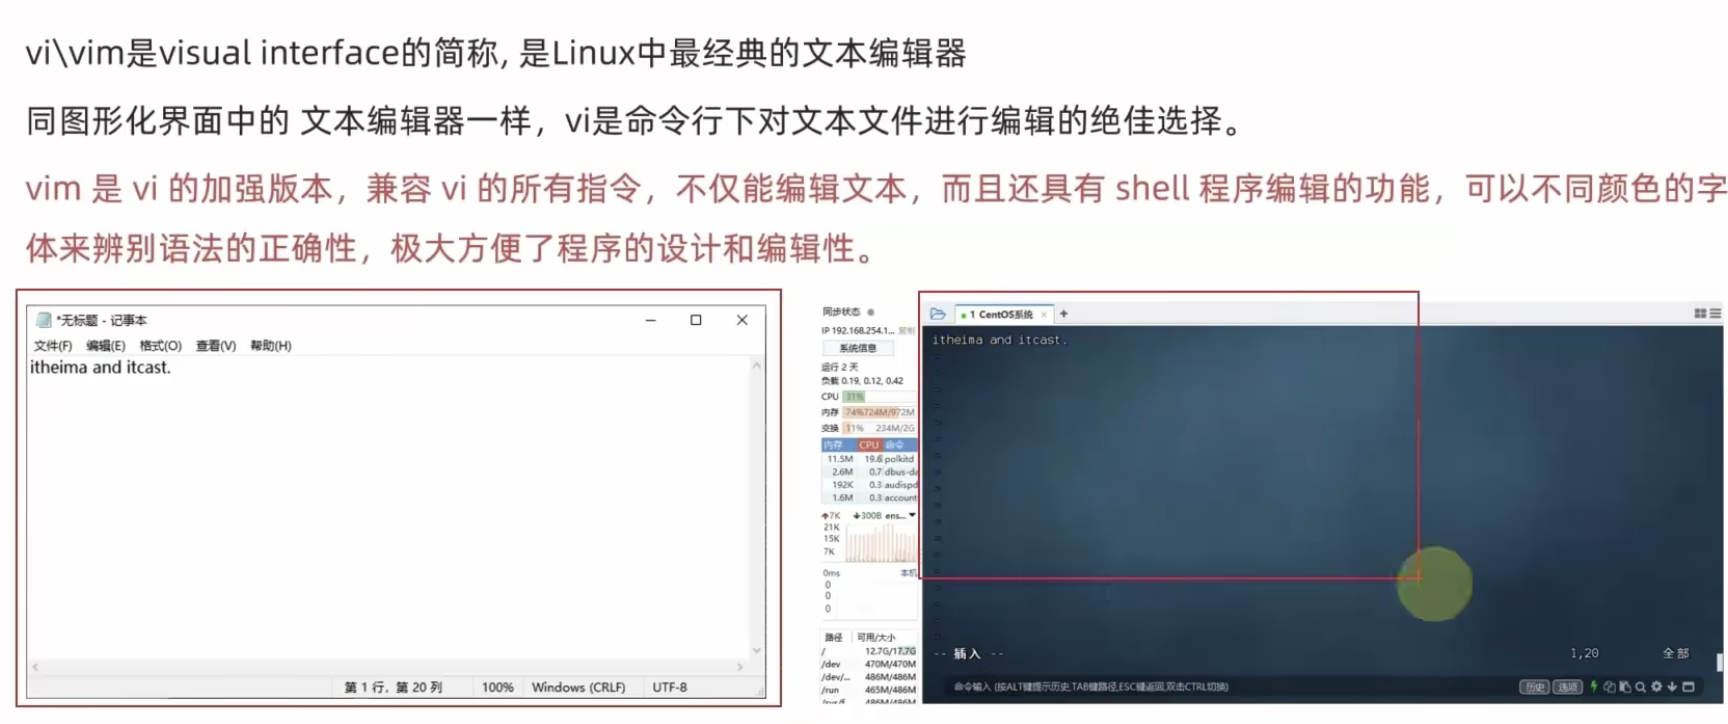 vi\vim是visual interface的简称, 是Linux中最经典的文本编辑器
同图形化界面中的 文本编辑器一样，vi是命令行下对文本文件进行编辑的绝佳选择。
vim 是 vi 的加强版本，兼容 vi 的所有指令，不仅能编辑文本，而且还具有 shell 程序编辑的功能，可以不同颜色的字
体来辨别语法的正确性，极大方便了程序的设计和编辑性。
*无标题 - 记事本
文件(F) 编辑(E) 格式(O) 查看(V) 帮助(H)
itheima and itcast.
第 1 行，第 20 列 100% Windows (CRLF) UTF-8
同步状态
IP 192.168.254.1...
系统信息
运行 2 天
负载 0.19, 0.12, 0.42
CPU 31%
内存 74% 724M/972M
交换 11% 234M/2G
内存 CPU 命令
11.5M 19.6 polkitd
2.6M 0.7 dbus-da
192K 0.3 audispd
1.6M 0.3 account
7K 300B ens...
21K
15K
7K
0ms 本机
0
0
0
路径 可用/大小
/ 12.7G/17.7G
/dev 470M/470M
/dev/... 486M/486M
/run 465M/486M
/sys/f... 486M/486M
1 CentOS系统 × +
itheima and itcast.
-- 插入 --
1,20 全部
命令输入 (按ALT键提示历史,TAB键路径,ESC键返回,双击CTRL切换)
历史 选项